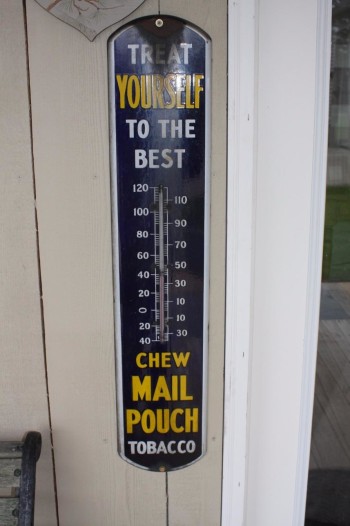 TREAT
YOURSELF
TO THE
BEST
120
110
100
90
80
70
60
50
40
30
20
10
0
10
20
30
40
CHEW
MAIL
POUCH
TOBACCO